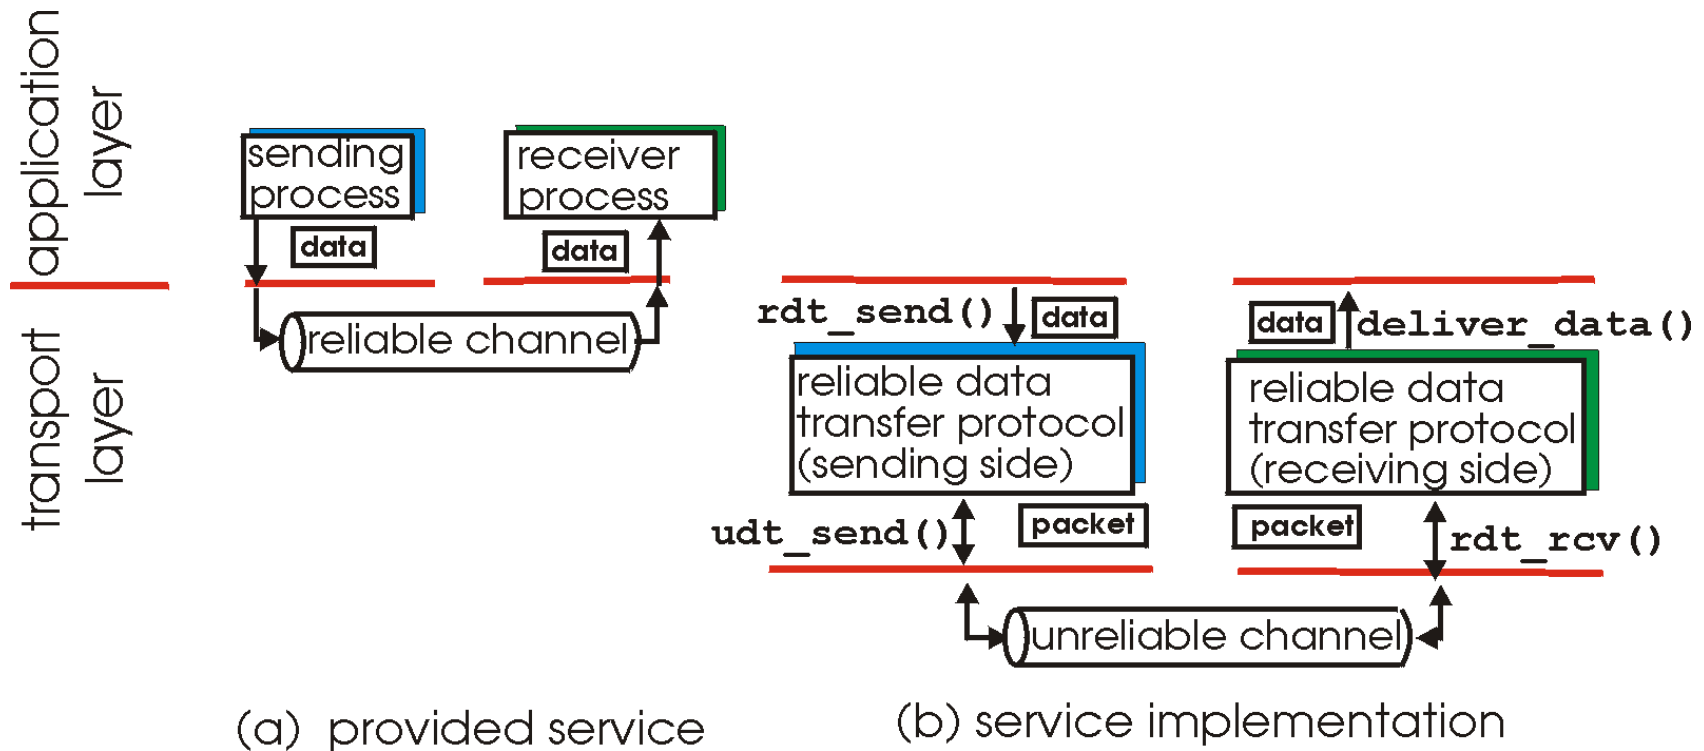 application
layer
transport
layer
sending
process
receiver
process
data
data
reliable channel
(a) provided service
rdt_send()
data
data
deliver_data()
reliable data
transfer protocol
(sending side)
reliable data
transfer protocol
(receiving side)
udt_send()
packet
packet
rdt_rcv()
unreliable channel
(b) service implementation